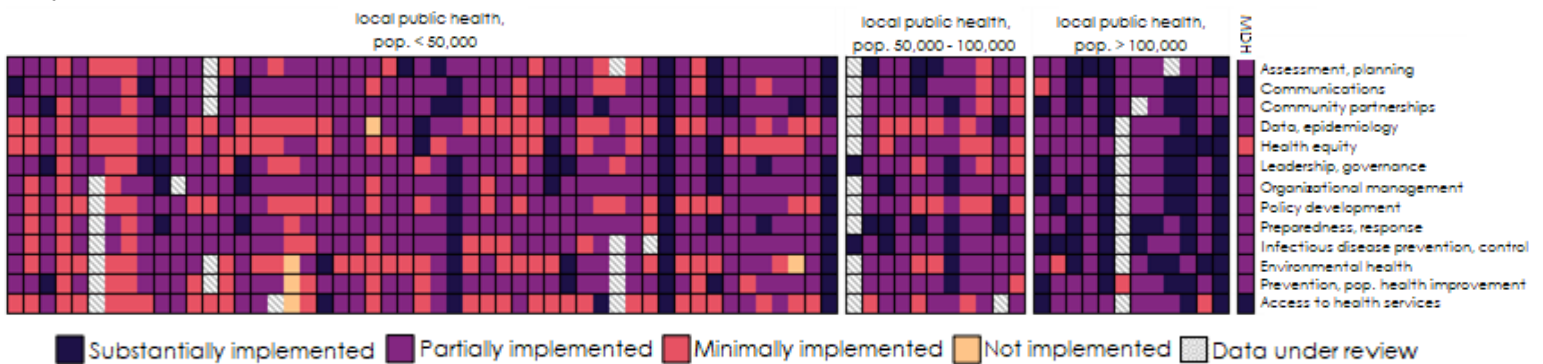 local public health,
pop. < 50,000
local public health,
pop. 50,000 - 100,000
local public health,
pop. > 100,000
MDH
Assessment, planning
Communications
Community partnerships
Data, epidemiology
Health equity
Leadership, governance
Organizational management
Policy development
Preparedness, response
Infectious disease prevention, control
Environmental health
Prevention, pop. health improvement
Access to health services
Substantially implemented
Partially implemented
Minimally implemented
Not implemented
Data under review